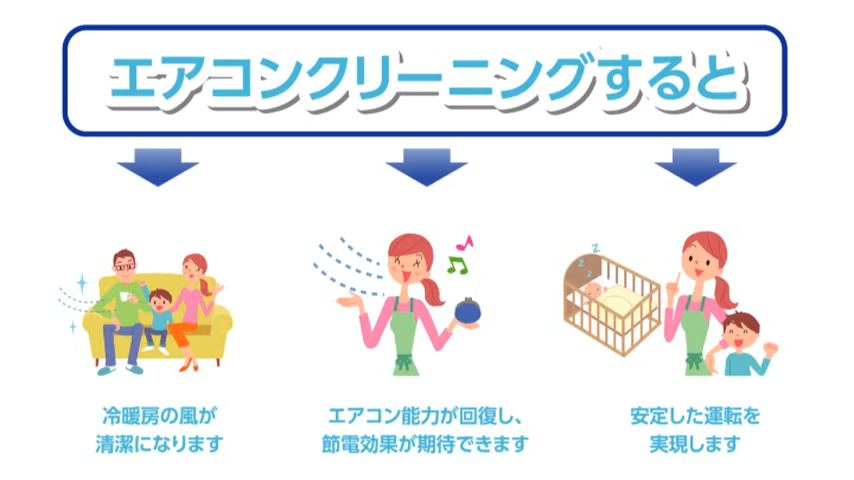 エアコンクリーニングすると
冷暖房の風が
清潔になります
エアコン能力が回復し、
節電効果が期待できます
安定した運転を
実現します
z
z
z